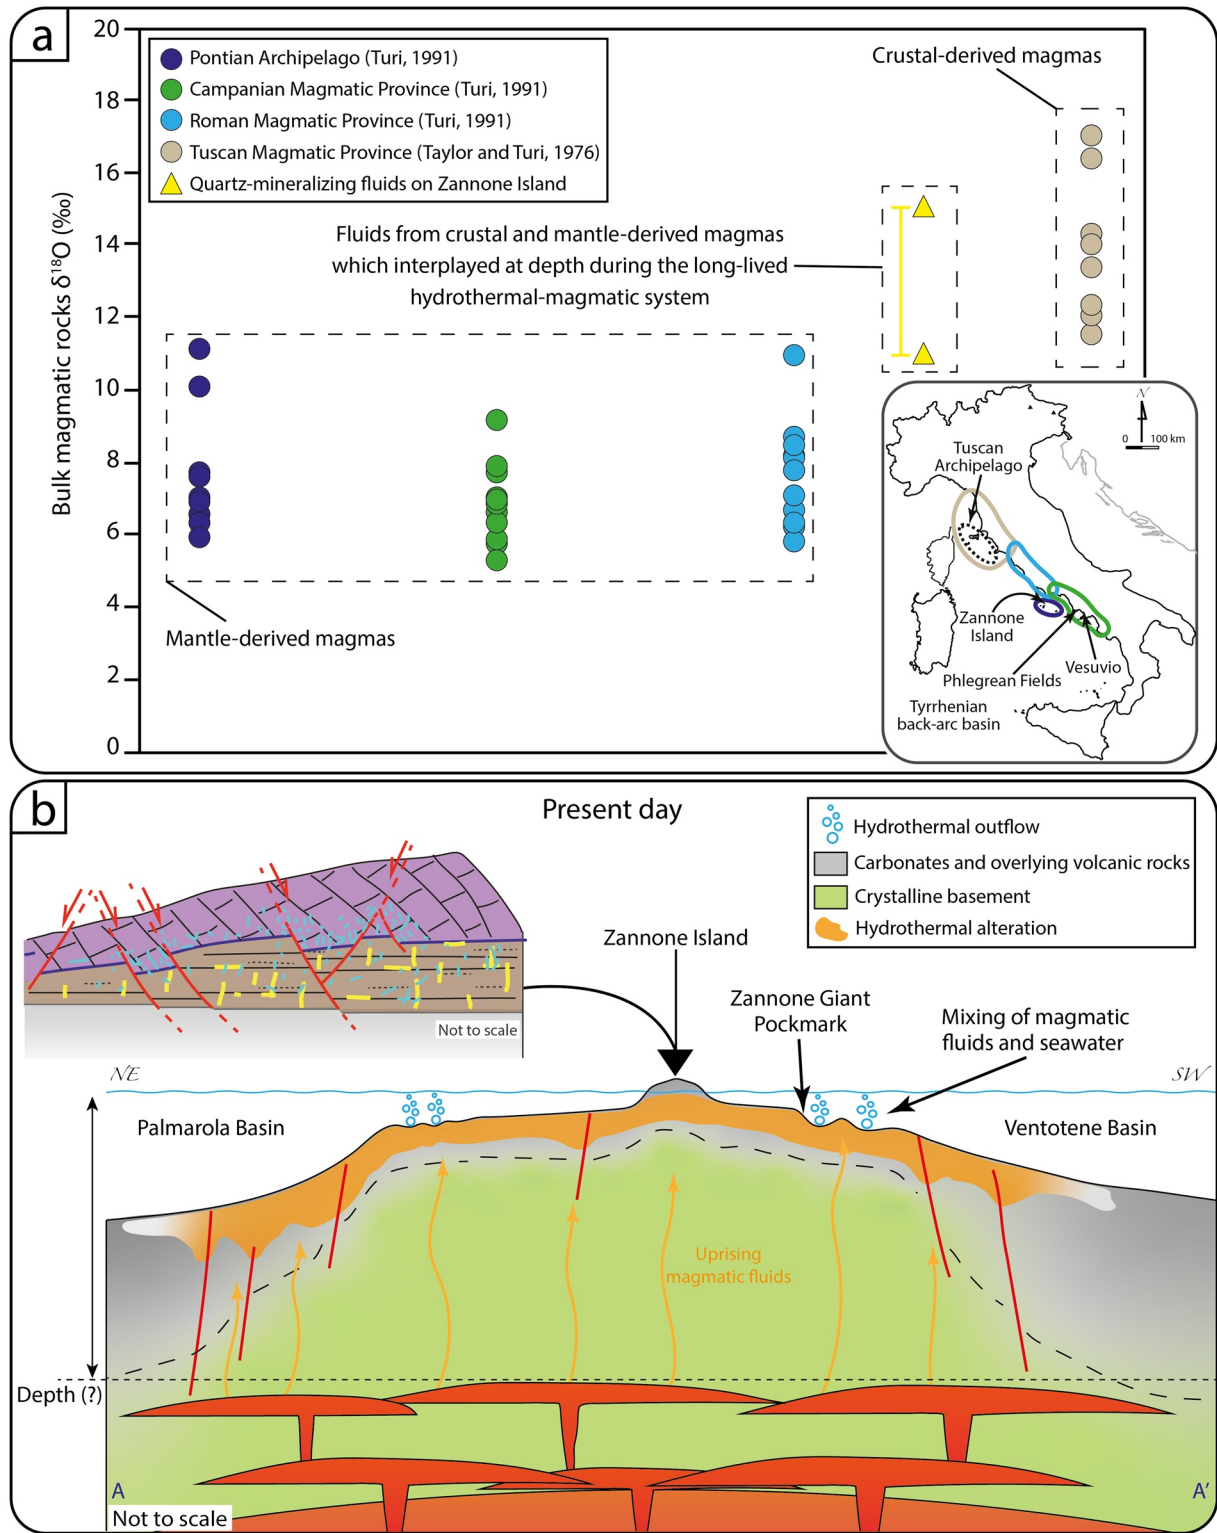 a
20
18
16
14
12
10
8
6
4
2
0
Bulk magmatic rocks δ¹⁸O (‰)
Pontian Archipelago (Turi, 1991)
Campanian Magmatic Province (Turi, 1991)
Roman Magmatic Province (Turi, 1991)
Tuscan Magmatic Province (Taylor and Turi, 1976)
Quartz-mineralizing fluids on Zannone Island
Crustal-derived magmas
Fluids from crustal and mantle-derived magmas
which interplayed at depth during the long-lived
hydrothermal-magmatic system
Mantle-derived magmas
N
0 100 km
Tuscan
Archipelago
Zannone
Island
Vesuvio
Phlegrean Fields
Tyrrhenian
back-arc basin
b
Present day
Hydrothermal outflow
Carbonates and overlying volcanic rocks
Crystalline basement
Hydrothermal alteration
Not to scale
Zannone Island
Zannone Giant
Pockmark
Mixing of magmatic
fluids and seawater
NE
SW
Palmarola Basin
Ventotene Basin
Uprising
magmatic fluids
Depth (?)
A
A'
Not to scale